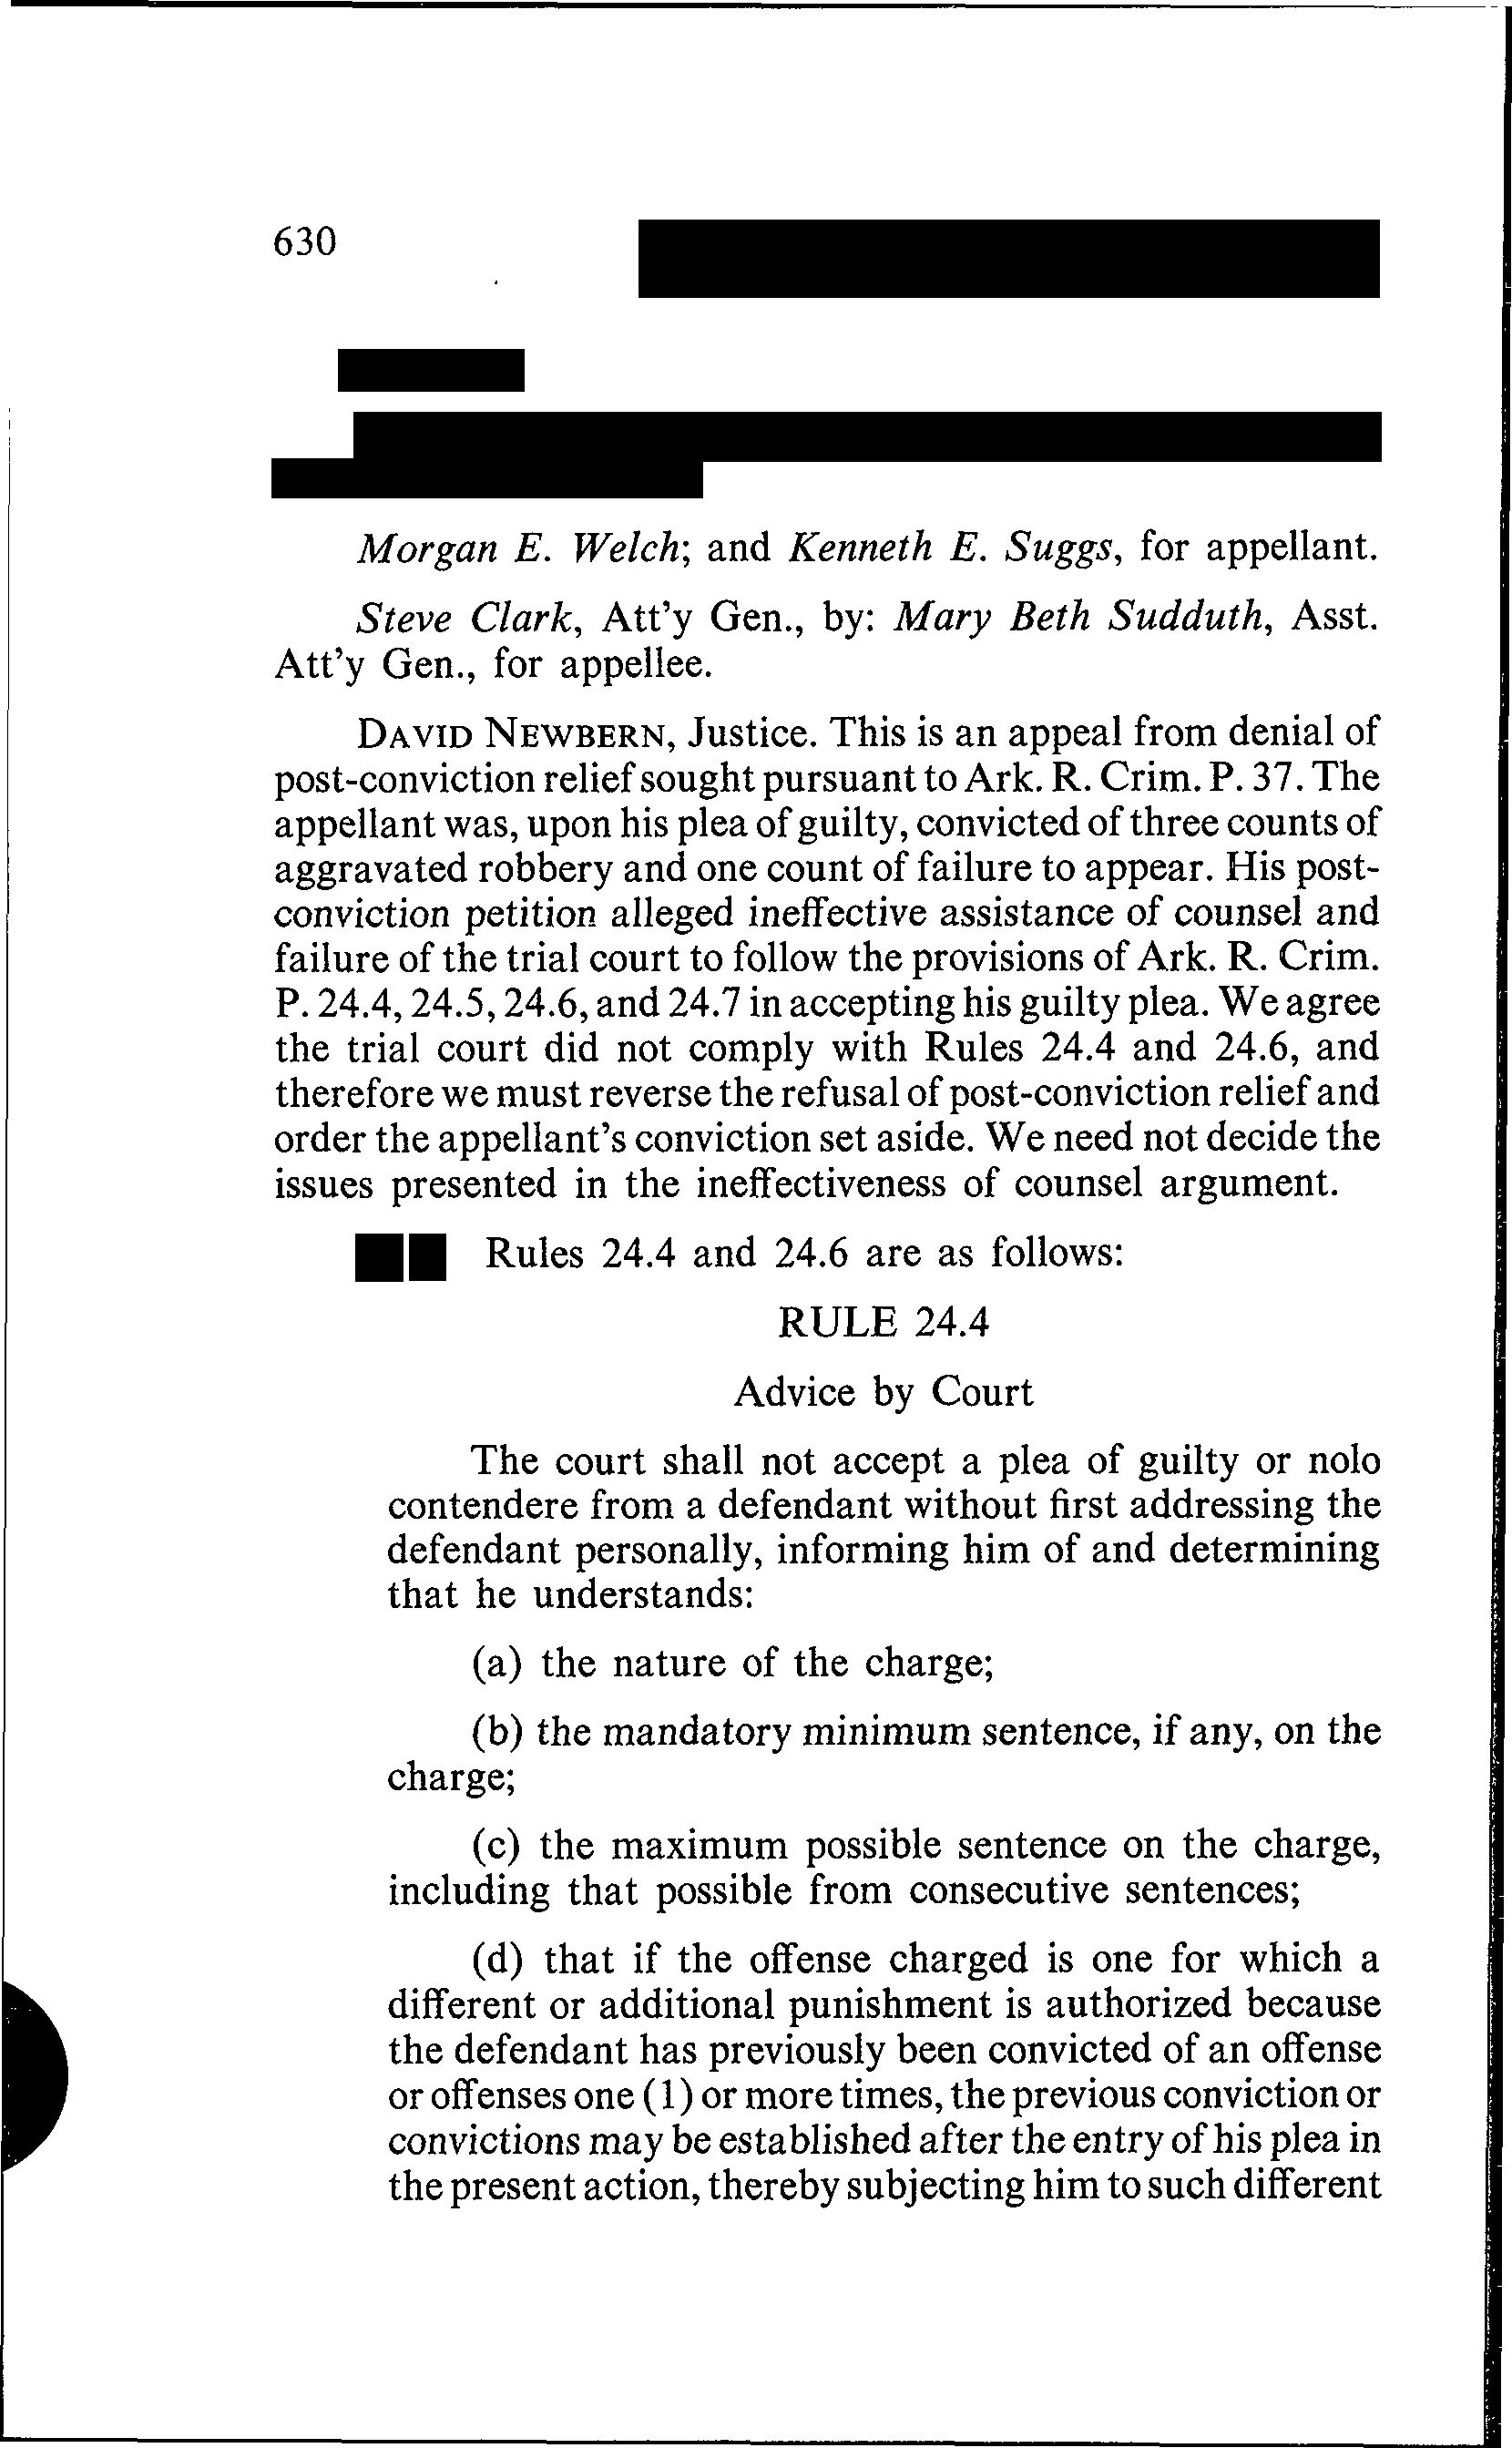 630
Morgan E. Welch; and Kenneth E. Suggs, for appellant.
Steve Clark, Att'y Gen., by: Mary Beth Sudduth, Asst.
Att'y Gen., for appellee.
DAVID NEWBERN, Justice. This is an appeal from denial of
post-conviction relief sought pursuant to Ark. R. Crim. P. 37. The
appellant was, upon his plea of guilty, convicted of three counts of
aggravated robbery and one count of failure to appear. His post-
conviction petition alleged ineffective assistance of counsel and
failure of the trial court to follow the provisions of Ark. R. Crim.
P. 24.4, 24.5, 24.6, and 24.7 in accepting his guilty plea. We agree
the trial court did not comply with Rules 24.4 and 24.6, and
therefore we must reverse the refusal of post-conviction relief and
order the appellant's conviction set aside. We need not decide the
issues presented in the ineffectiveness of counsel argument.
Rules 24.4 and 24.6 are as follows:
RULE 24.4
Advice by Court
The court shall not accept a plea of guilty or nolo
contendere from a defendant without first addressing the
defendant personally, informing him of and determining
that he understands:
(a) the nature of the charge;
(b) the mandatory minimum sentence, if any, on the
charge;
(c) the maximum possible sentence on the charge,
including that possible from consecutive sentences;
(d) that if the offense charged is one for which a
different or additional punishment is authorized because
the defendant has previously been convicted of an offense
or offenses one (1) or more times, the previous conviction or
convictions may be established after the entry of his plea in
the present action, thereby subjecting him to such different